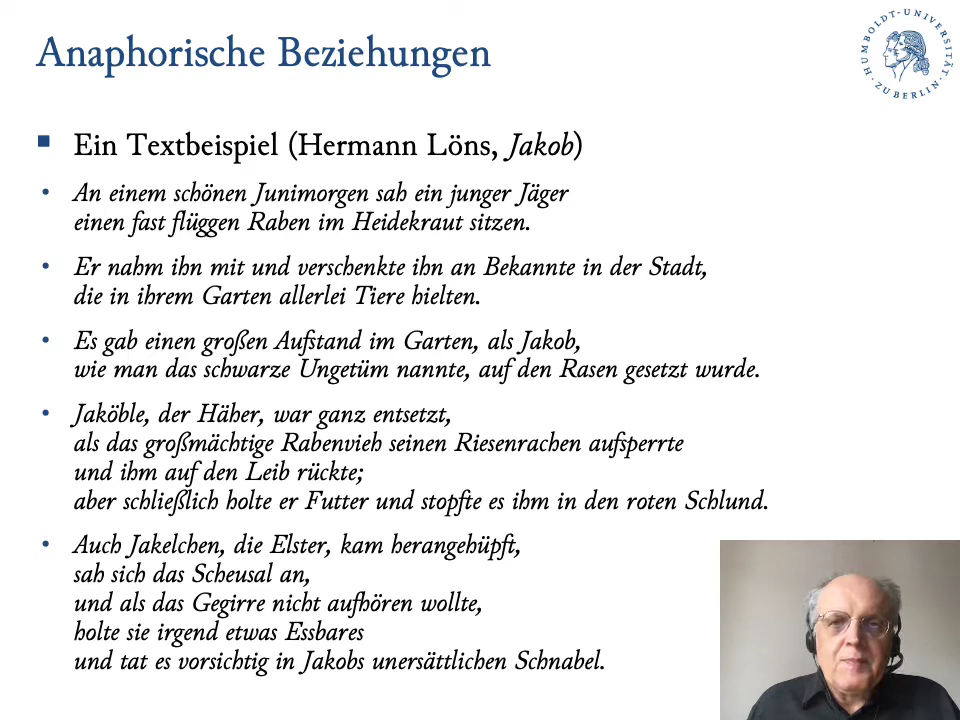 Anaphorische Beziehungen
HUMBOLDT-UNIVERSITÄT ZU BERLIN
Ein Textbeispiel (Hermann Löns, Jakob)
An einem schönen Junimorgen sah ein junger Jäger
einen fast flüggen Raben im Heidekraut sitzen.
Er nahm ihn mit und verschenkte ihn an Bekannte in der Stadt,
die in ihrem Garten allerlei Tiere hielten.
Es gab einen großen Aufstand im Garten, als Jakob,
wie man das schwarze Ungetüm nannte, auf den Rasen gesetzt wurde.
Jaköble, der Häher, war ganz entsetzt,
als das großmächtige Rabenvieh seinen Riesenrachen aufsperrte
und ihm auf den Leib rückte;
aber schließlich holte er Futter und stopfte es ihm in den roten Schlund.
Auch Jakelchen, die Elster, kam herangehüpft,
sah sich das Scheusal an,
und als das Gegirre nicht aufhören wollte,
holte sie irgend etwas Essbares
und tat es vorsichtig in Jakobs unersättlichen Schnabel.